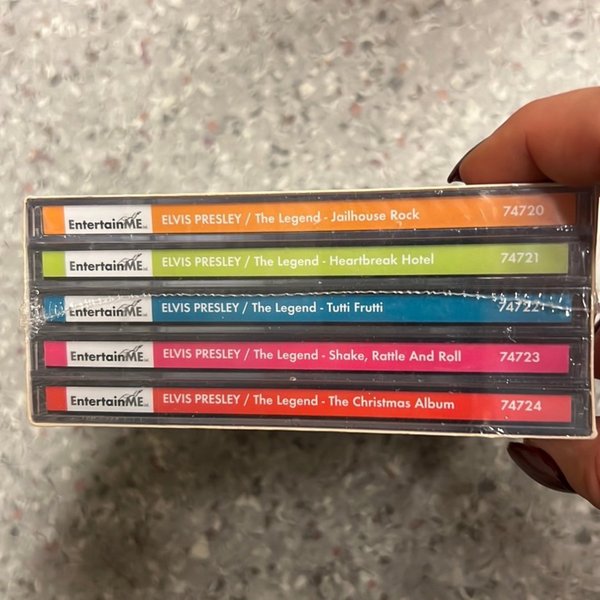 EntertainME ELVIS PRESLEY / The Legend - Jailhouse Rock 74720
EntertainME ELVIS PRESLEY / The Legend - Heartbreak Hotel 74721
EntertainME ELVIS PRESLEY / The Legend - Tutti Frutti 74722
EntertainME ELVIS PRESLEY / The Legend - Shake, Rattle And Roll 74723
EntertainME ELVIS PRESLEY / The Legend - The Christmas Album 74724